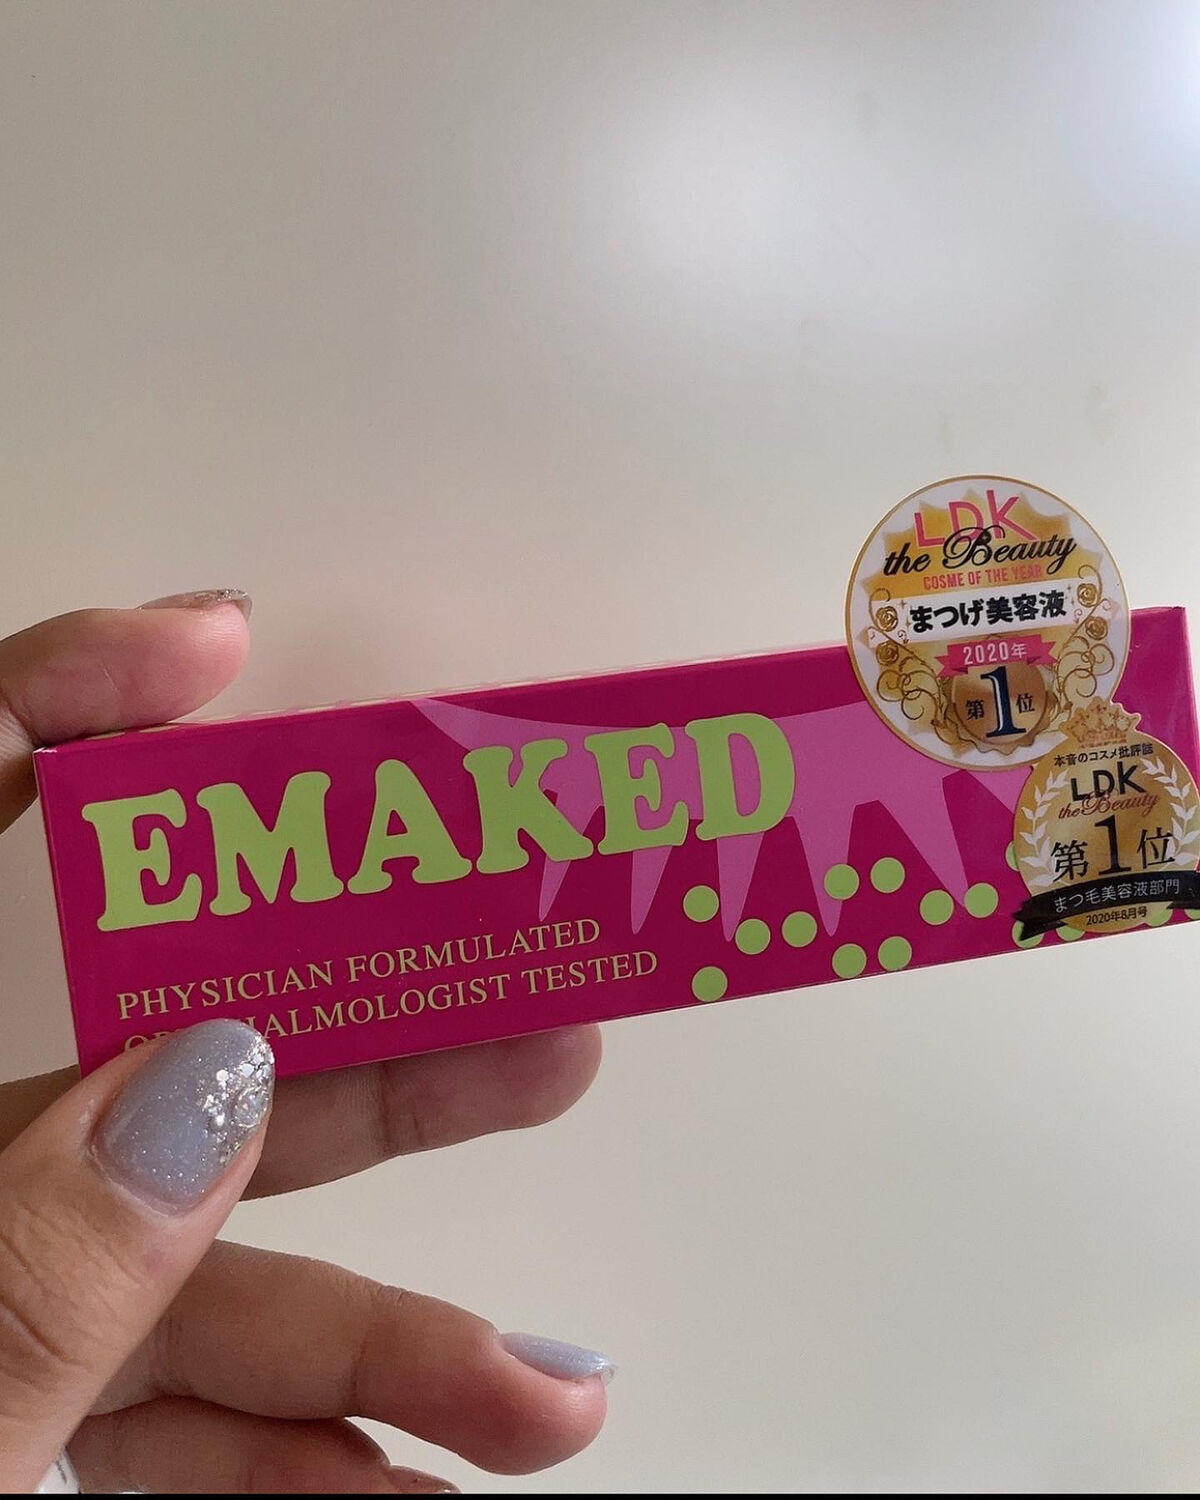 LDK
the Beauty
COSME OF THE YEAR
まつげ美容液
2020年
第1位
本音のコスメ批評誌
LDK
the Beauty
第1位
まつ毛美容液部門
2020年8月号
EMAKED
PHYSICIAN FORMULATED
TESTED